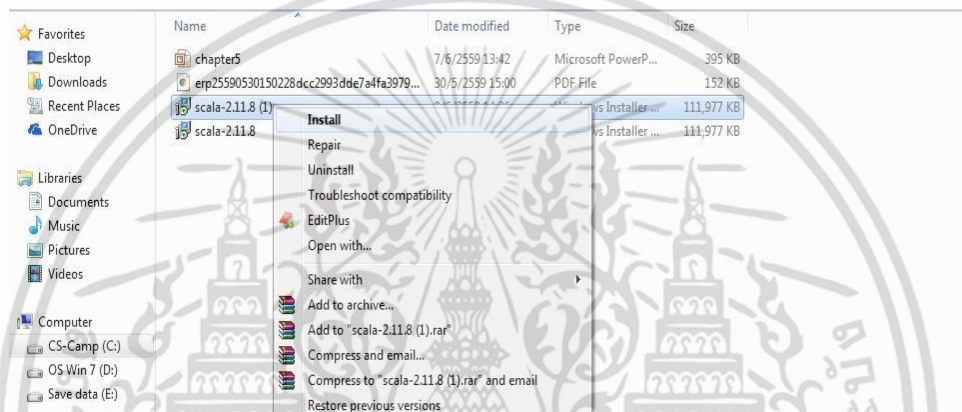 Name Date modified Type Size
Favorites
Desktop
Downloads
Recent Places
OneDrive
Libraries
Documents
Music
Pictures
Videos
Computer
CS-Camp (C:)
OS Win 7 (D:)
Save data (E:)
chapter5 7/6/2559 13:42 Microsoft PowerP... 395 KB
erp25590530150228dcc2993dde7a4fa3979... 30/5/2559 15:00 PDF File 152 KB
scala-2.11.8 (1) Installer ... 111,977 KB
scala-2.11.8 Installer ... 111,977 KB
Install
Repair
Uninstall
Troubleshoot compatibility
EditPlus
Open with...
Share with
Add to archive...
Add to "scala-2.11.8 (1).rar"
Compress and email...
Compress to "scala-2.11.8 (1).rar" and email
Restore previous versions